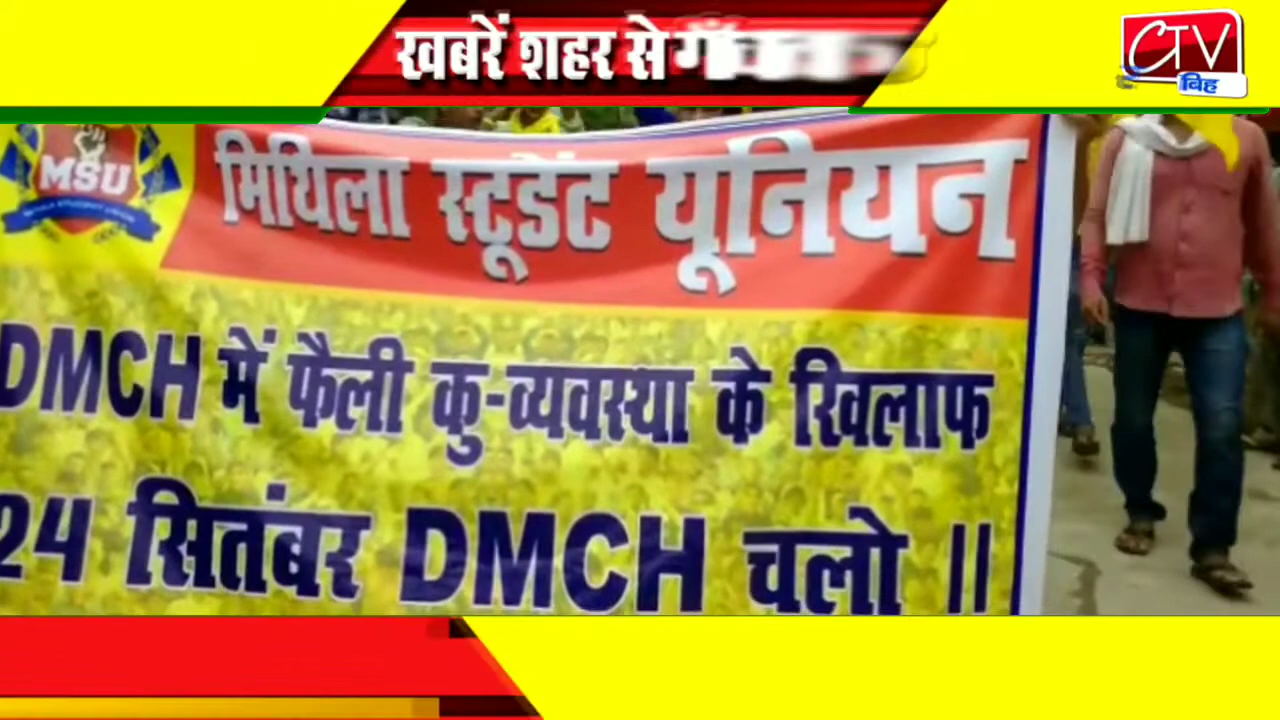 खबरें शहर से
CTV
बिह
MSU
मिथिला स्टूडेंट यूनियन
DMCH में फैली कु-व्यवस्था के खिलाफ
24 सितंबर DMCH चलो ||